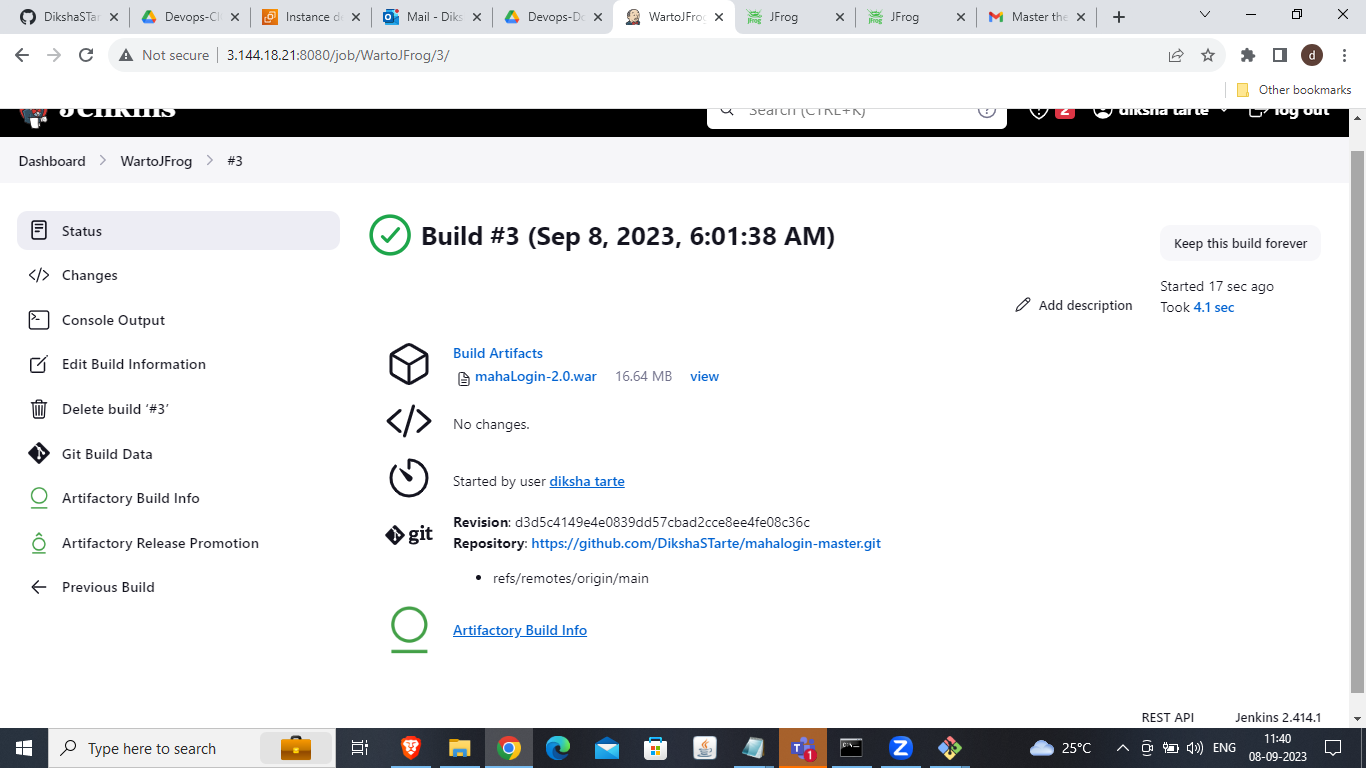 DikshaSTar
Devops-Cli
Instance de
Mail - Diks
Devops-Do
WartoJFrog
JFrog
JFrog
Master the
Not secure 3.144.18.21:8080/job/WartoJFrog/3/
d
Other bookmarks
Jenkins
Search (CTRL+K)
?
2
diksha tarte
log out
Dashboard
WartoJFrog
#3
Status
Changes
Console Output
Edit Build Information
Delete build ‘#3’
Git Build Data
Artifactory Build Info
Artifactory Release Promotion
Previous Build
Build #3 (Sep 8, 2023, 6:01:38 AM)
Keep this build forever
Started 17 sec ago
Took 4.1 sec
Add description
Build Artifacts
mahaLogin-2.0.war 16.64 MB view
No changes.
Started by user diksha tarte
git
Revision: d3d5c4149e4e0839dd57cbad2cce8ee4fe08c36c
Repository: https://github.com/DikshaSTarte/mahalogin-master.git
refs/remotes/origin/main
Artifactory Build Info
REST API
Jenkins 2.414.1
Type here to search
1
25°C
ENG
11:40
08-09-2023